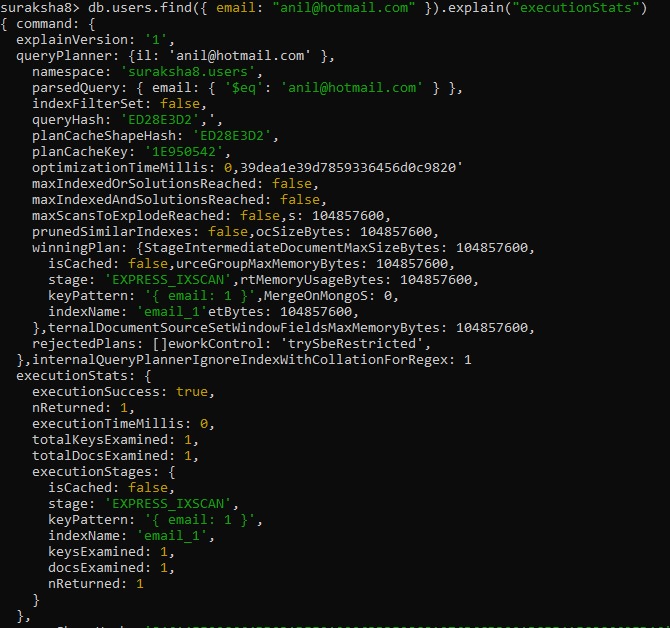 suraksha8> db.users.find({ email: "anil@hotmail.com" }).explain("executionStats")
{ command: {
  explainVersion: '1',
  queryPlanner: {il: 'anil@hotmail.com' },
    namespace: 'suraksha8.users',
    parsedQuery: { email: { '$eq': 'anil@hotmail.com' } },
    indexFilterSet: false,
    queryHash: 'ED28E3D2',',
    planCacheShapeHash: 'ED28E3D2',
    planCacheKey: '1E950542',
    optimizationTimeMillis: 0,39dea1e39d7859336456d0c9820'
    maxIndexedOrSolutionsReached: false,
    maxIndexedAndSolutionsReached: false,
    maxScansToExplodeReached: false,s: 104857600,
    prunedSimilarIndexes: false,ocSizeBytes: 104857600,
    winningPlan: {StageIntermediateDocumentMaxSizeBytes: 104857600,
      isCached: false,urceGroupMaxMemoryBytes: 104857600,
      stage: 'EXPRESS_IXSCAN',rtMemoryUsageBytes: 104857600,
      keyPattern: '{ email: 1 }',MergeOnMongoS: 0,
      indexName: 'email_1'etBytes: 104857600,
    },ternalDocumentSourceSetWindowFieldsMaxMemoryBytes: 104857600,
    rejectedPlans: []eworkControl: 'trySbeRestricted',
  },internalQueryPlannerIgnoreIndexWithCollationForRegex: 1
  executionStats: {
    executionSuccess: true,
    nReturned: 1,
    executionTimeMillis: 0,
    totalKeysExamined: 1,
    totalDocsExamined: 1,
    executionStages: {
      isCached: false,
      stage: 'EXPRESS_IXSCAN',
      keyPattern: '{ email: 1 }',
      indexName: 'email_1',
      keysExamined: 1,
      docsExamined: 1,
      nReturned: 1
    }
  },